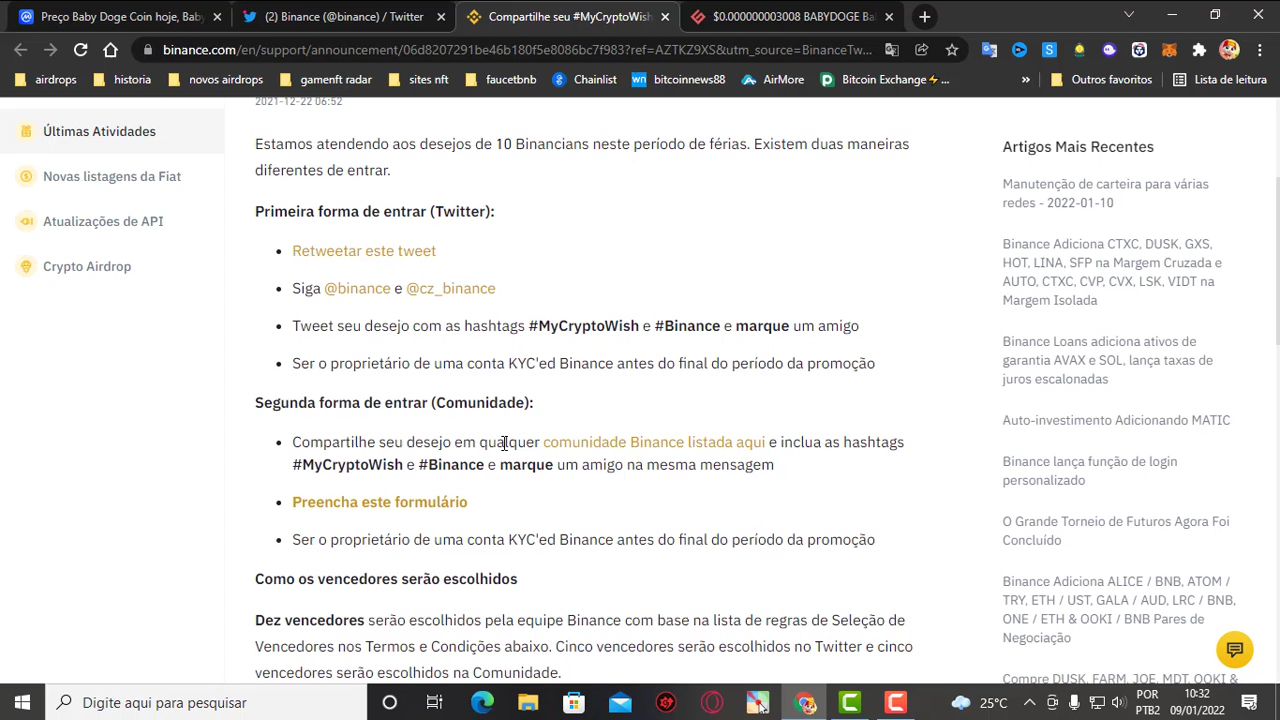 Preço Baby Doge Coin hoje, Baby
(2) Binance (@binance) / Twitter
Compartilhe seu #MyCryptoWish
$0.000000003008 BABYDOGE Ba
binance.com/en/support/announcement/06d8207291be46b180f5e8086bc7f983?ref=AZTKZ9XS&utm_source=BinanceTw...
airdrops
historia
novos airdrops
gamenft radar
sites nft
faucetbnb
Chainlist
wn bitcoinnews88
AirMore
Bitcoin Exchange
»
Outros favoritos
Lista de leitura
2021-12-22 06:52
Últimas Atividades
Novas listagens da Fiat
Atualizações de API
Crypto Airdrop
Estamos atendendo aos desejos de 10 Binancians neste período de férias. Existem duas maneiras
diferentes de entrar.
Primeira forma de entrar (Twitter):
Retweetar este tweet
Siga @binance e @cz_binance
Tweet seu desejo com as hashtags #MyCryptoWish e #Binance e marque um amigo
Ser o proprietário de uma conta KYC'ed Binance antes do final do período da promoção
Segunda forma de entrar (Comunidade):
Compartilhe seu desejo em qualquer comunidade Binance listada aqui e inclua as hashtags
#MyCryptoWish e #Binance e marque um amigo na mesma mensagem
Preencha este formulário
Ser o proprietário de uma conta KYC'ed Binance antes do final do período da promoção
Como os vencedores serão escolhidos
Dez vencedores serão escolhidos pela equipe Binance com base na lista de regras de Seleção de
Vencedores nos Termos e Condições abaixo. Cinco vencedores serão escolhidos no Twitter e cinco
vencedores serão escolhidos na Comunidade.
Artigos Mais Recentes
Manutenção de carteira para várias
redes - 2022-01-10
Binance Adiciona CTXC, DUSK, GXS,
HOT, LINA, SFP na Margem Cruzada e
AUTO, CTXC, CVP, CVX, LSK, VIDT na
Margem Isolada
Binance Loans adiciona ativos de
garantia AVAX e SOL, lança taxas de
juros escalonadas
Auto-investimento Adicionando MATIC
Binance lança função de login
personalizado
O Grande Torneio de Futuros Agora Foi
Concluído
Binance Adiciona ALICE / BNB, ATOM /
TRY, ETH / UST, GALA / AUD, LRC / BNB,
ONE / ETH & OOKI / BNB Pares de
Negociação
Compre DUSK, FARM, JOE, MDT, OOKI &
Digite aqui para pesquisar
25°C
POR
PTB2
10:32
09/01/2022